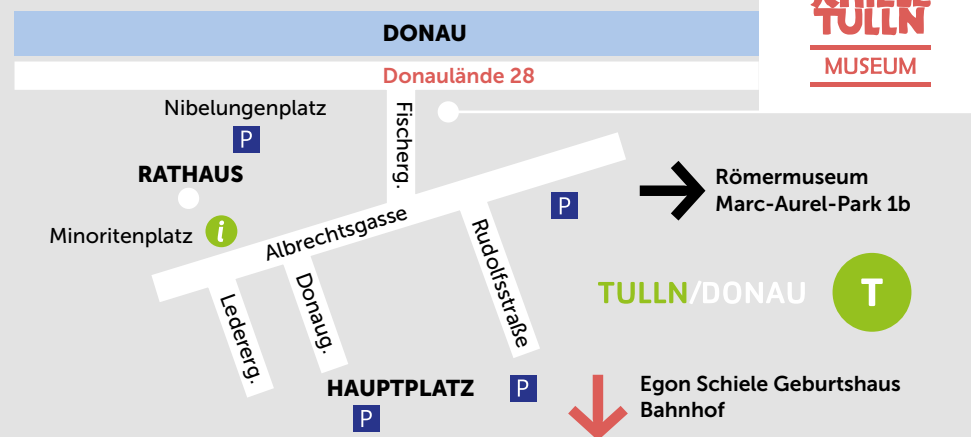 TULLN
MUSEUM
DONAU
Donaulände 28
Nibelungenplatz
P
Fischerg.
RATHAUS
Minoritenplatz
i
Albrechtsgasse
P
Römermuseum
Marc-Aurel-Park 1b
Ledererg.
Donaug.
Rudolfsstraße
TULLN/DONAU
T
HAUPTPLATZ
P
P
Egon Schiele Geburtshaus
Bahnhof